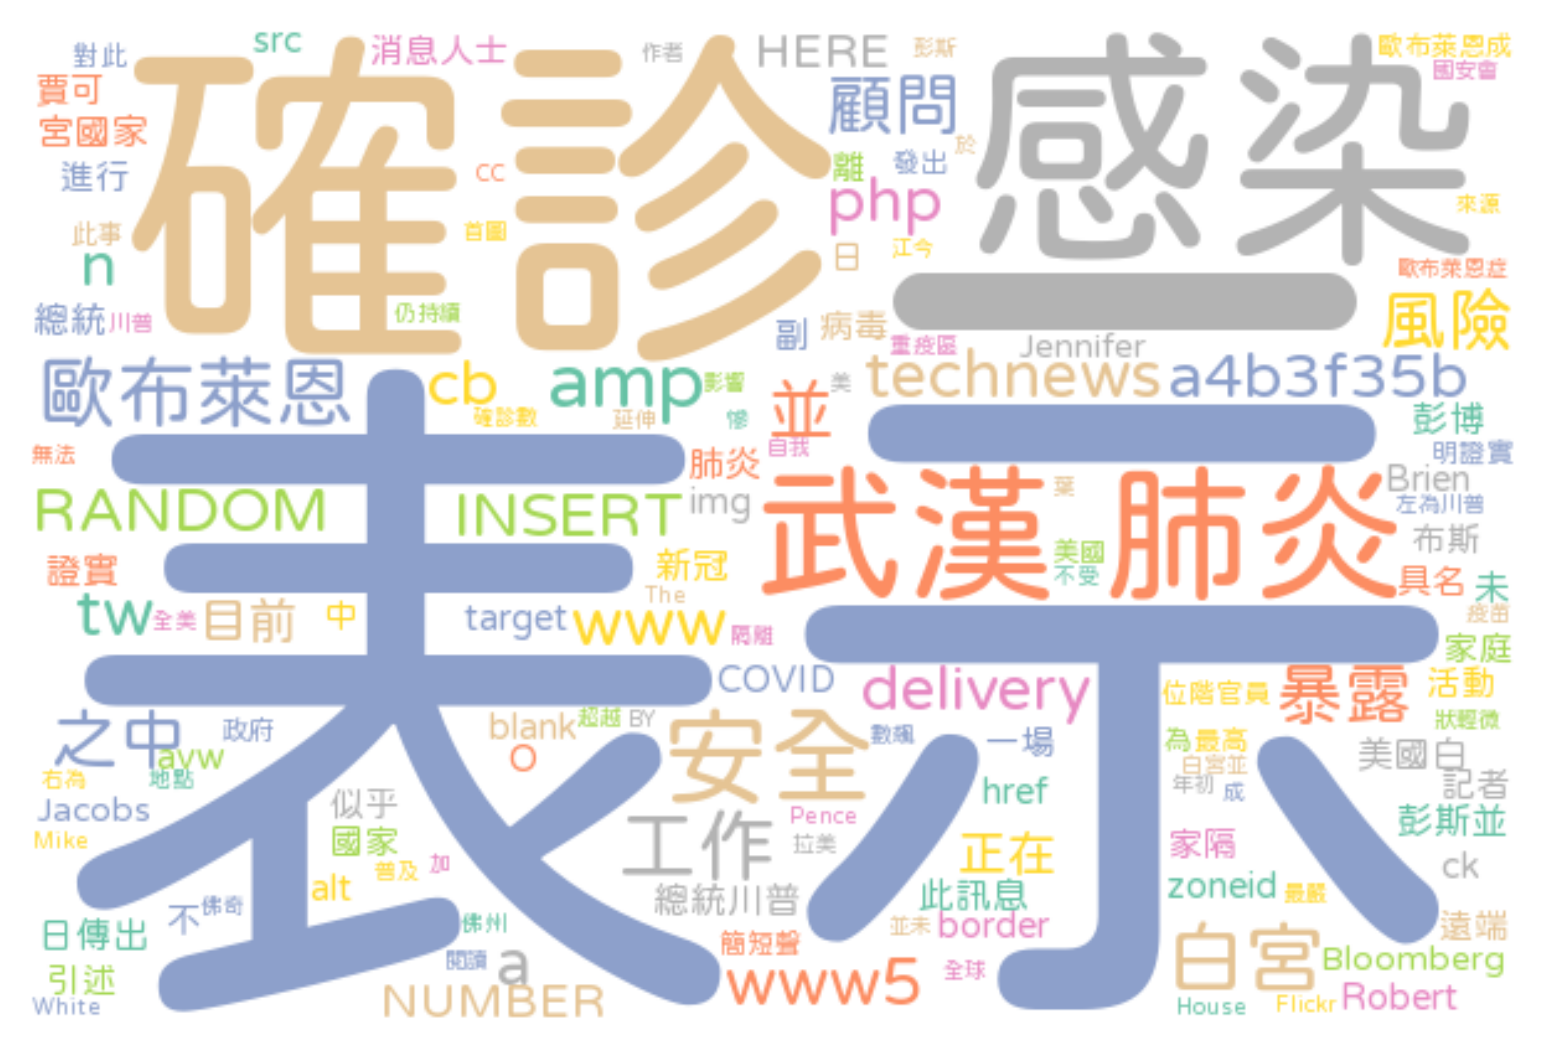 對此
src
消息人士
作者
HERE
彭斯
歐布萊恩成
國安會
賈可
確診
顧問
感染
宮國家
進行
cc
離
發出
於
php
來源
此事
首圖
n
日
江今
歐布萊恩症
總統
川普
仍持續
副
病毒
一
風險
重疫區
Jennifer
歐布萊恩
cb
amp
影響
並
美
technews
a4b3f35b
確診數
延伸
慘
彭博
無法
表示
肺炎
自我
明證實
RANDOM
INSERT
img
武漢 肺炎
葉
Brien
左為川普
布斯
證實
新冠
美國
不受
具名
未
The
tw
全美
目前
中
target
www
隔離
疫苗
家庭
COVID
delivery
位階官員
暴露
活動
之中
政府
blank
超越
BY
安全
數飆
一場
為
最高
狀輕微
avw
O
白宮並
美國白
右為
地點
href
年初
成
記者
Jacobs
似乎
Pence
彭斯並
Mike
國家
工作
拉美
正在
家隔
普及
加
ck
alt
總統川普
此訊息
zoneid
最嚴
不
佛奇
佛州
並未
border
遠端
日傳出
簡短聲
白宮
引述
閱讀
a
www5
全球
Bloomberg
White
NUMBER
House
Flickr
Robert